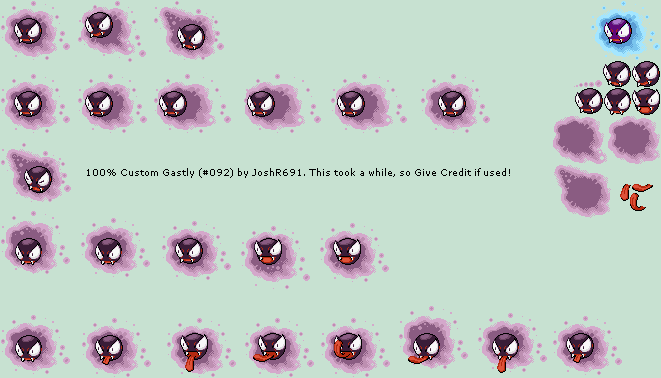 100% Custom Gastly (#092) by JoshR691. This took a while, so Give Credit if used!